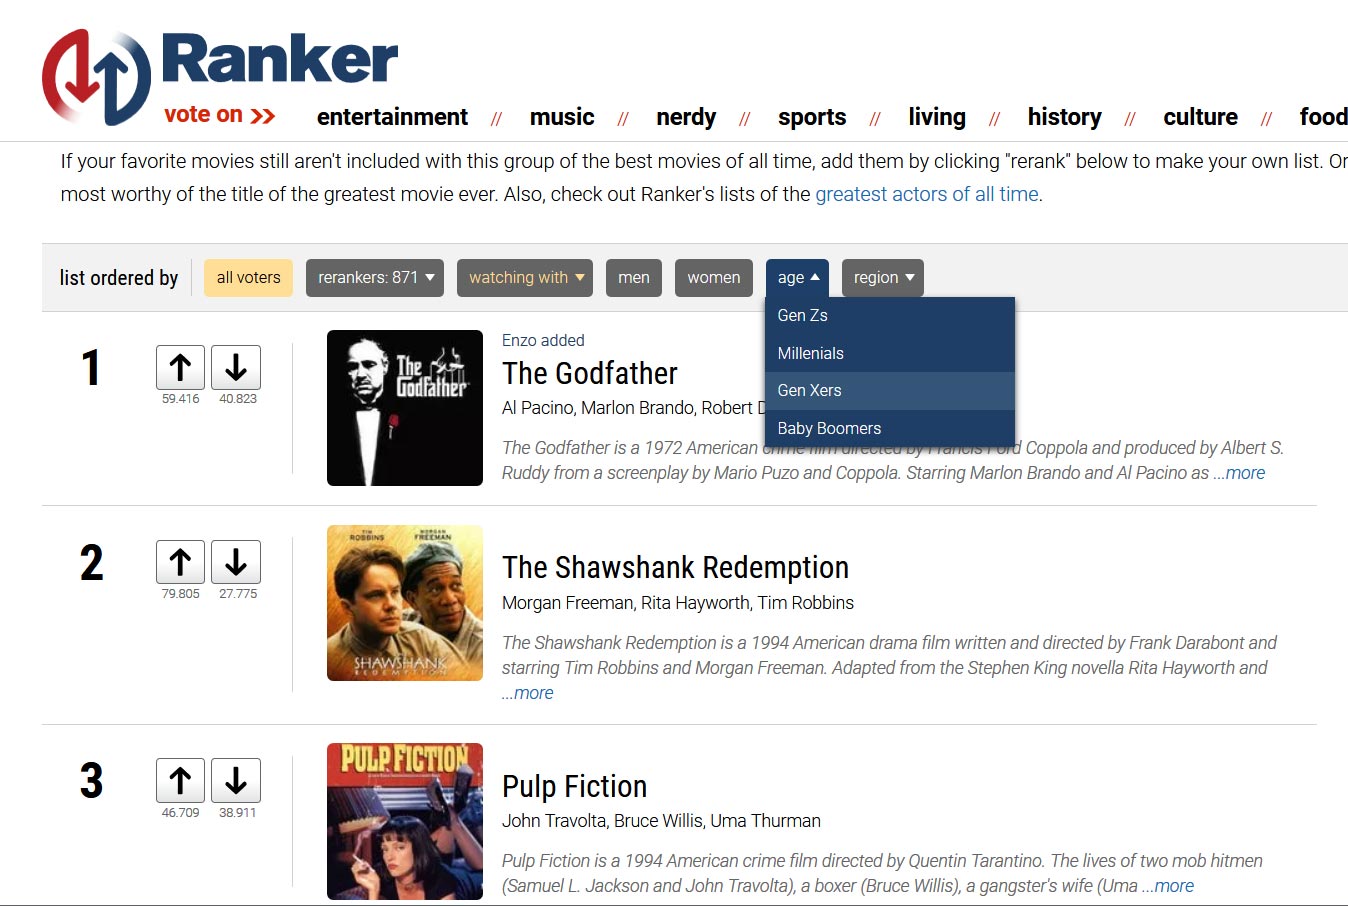 Ranker
vote on >>
entertainment // music // nerdy // sports // living // history // culture // food
If your favorite movies still aren't included with this group of the best movies of all time, add them by clicking "rerank" below to make your own list. Or
most worthy of the title of the greatest movie ever. Also, check out Ranker's lists of the greatest actors of all time.
list ordered by all voters rerankers: 871 watching with men women age region
Gen Zs
Millenials
Gen Xers
Baby Boomers
1
59.416 40.823
The Godfather
Enzo added
The Godfather
Al Pacino, Marlon Brando, Robert D
The Godfather is a 1972 American crime film directed by Francis Ford Coppola and produced by Albert S.
Ruddy from a screenplay by Mario Puzo and Coppola. Starring Marlon Brando and Al Pacino as ...more
2
79.805 27.775
TIM ROBBINS MORGAN FREEMAN
SHAWSHANK
REDEMPTION
The Shawshank Redemption
Morgan Freeman, Rita Hayworth, Tim Robbins
The Shawshank Redemption is a 1994 American drama film written and directed by Frank Darabont and
starring Tim Robbins and Morgan Freeman. Adapted from the Stephen King novella Rita Hayworth and
...more
3
46.709 38.911
PULP FICTION
Pulp Fiction
John Travolta, Bruce Willis, Uma Thurman
Pulp Fiction is a 1994 American crime film directed by Quentin Tarantino. The lives of two mob hitmen
(Samuel L. Jackson and John Travolta), a boxer (Bruce Willis), a gangster's wife (Uma ...more